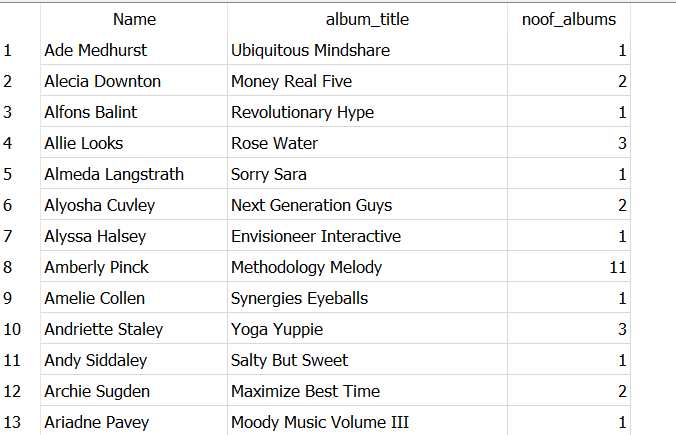 Name album_title noof_albums
1 Ade Medhurst Ubiquitous Mindshare 1
2 Alecia Downton Money Real Five 2
3 Alfons Balint Revolutionary Hype 1
4 Allie Looks Rose Water 3
5 Almeda Langstrath Sorry Sara 1
6 Alyosha Cuvley Next Generation Guys 2
7 Alyssa Halsey Envisioneer Interactive 1
8 Amberly Pinck Methodology Melody 11
9 Amelie Collen Synergies Eyeballs 1
10 Andriette Staley Yoga Yuppie 3
11 Andy Siddaley Salty But Sweet 1
12 Archie Sugden Maximize Best Time 2
13 Ariadne Pavey Moody Music Volume III 1